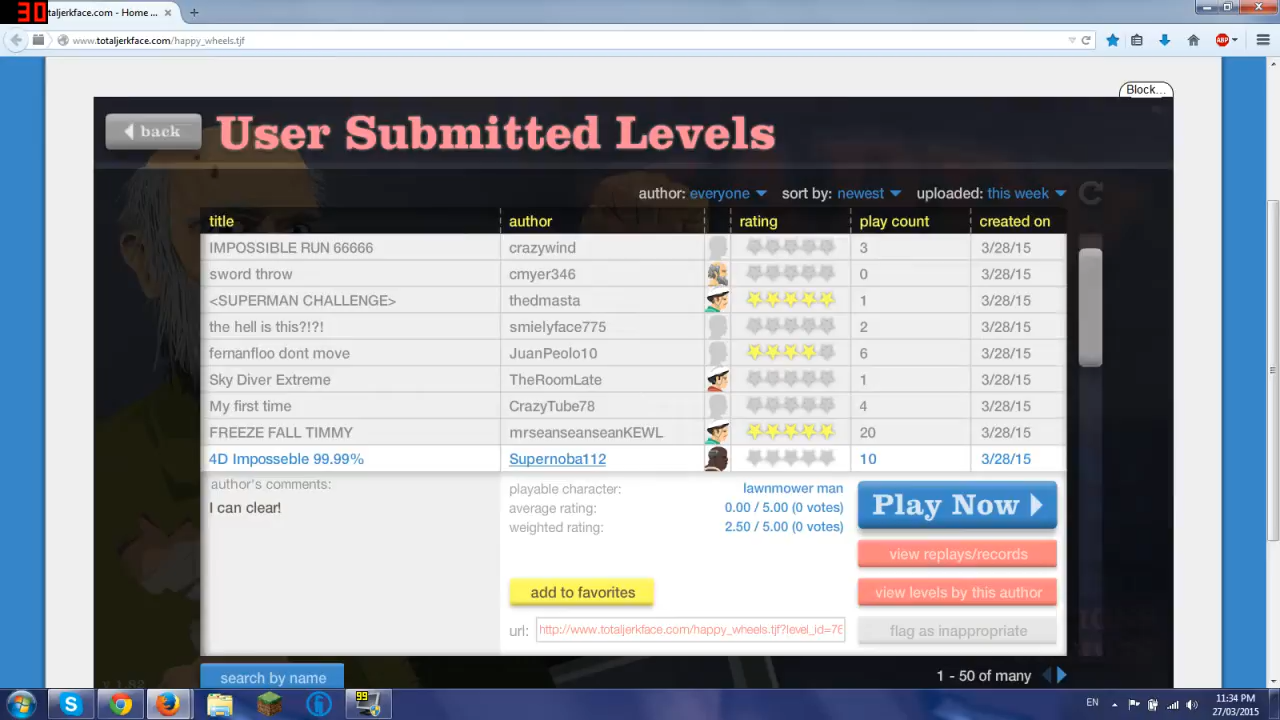 30
taljerkface.com - Home ...
www.totaljerkface.com/happy_wheels.tjf
ABP
Block...
back
User Submitted Levels
author: everyone sort by: newest uploaded: this week
title author rating play count created on
IMPOSSIBLE RUN 66666 crazywind 3 3/28/15
sword throw cmyer346 0 3/28/15
<SUPERMAN CHALLENGE> thedmasta 1 3/28/15
the hell is this?!?! smielyface775 2 3/28/15
fernanfloo dont move JuanPeolo10 6 3/28/15
Sky Diver Extreme TheRoomLate 1 3/28/15
My first time CrazyTube78 4 3/28/15
FREEZE FALL TIMMY mrseanseanseanKEWL 20 3/28/15
4D Imposseble 99.99% Supernoba112 10 3/28/15
author's comments:
I can clear!
playable character: lawnmower man
average rating: 0.00 / 5.00 (0 votes)
weighted rating: 2.50 / 5.00 (0 votes)
Play Now
view replays/records
add to favorites
view levels by this author
url: http://www.totaljerkface.com/happy_wheels.tjf?level_id=76
flag as inappropriate
search by name
1 - 50 of many
99
EN
11:34 PM
27/03/2015